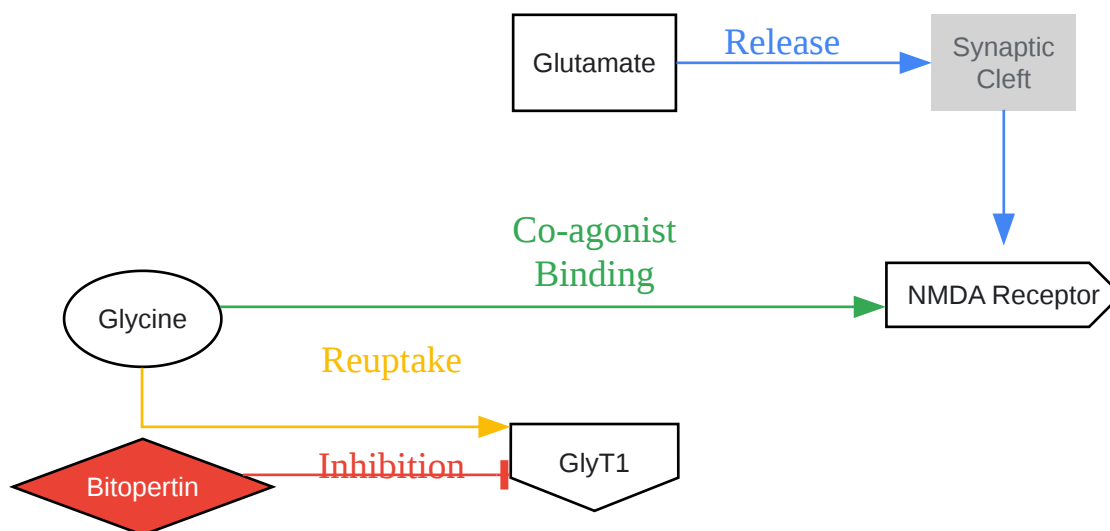 Glutamate
Release
Synaptic
Cleft
Co-agonist
Binding
NMDA Receptor
Glycine
Reuptake
GlyT1
Inhibition
Bitopertin